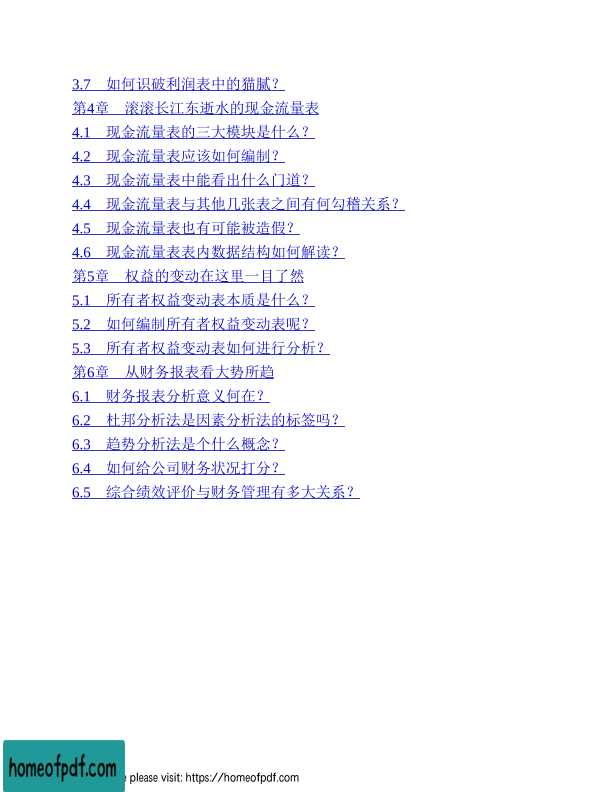 3.7 如何识破利润表中的猫腻？
第4章 滚滚长江东逝水的现金流量表
4.1 现金流量表的三大模块是什么？
4.2 现金流量表应该如何编制？
4.3 现金流量表中能看出什么门道？
4.4 现金流量表与其他几张表之间有何勾稽关系？
4.5 现金流量表也有可能被造假？
4.6 现金流量表表内数据结构如何解读？
第5章 权益的变动在这里一目了然
5.1 所有者权益变动表本质是什么？
5.2 如何编制所有者权益变动表呢？
5.3 所有者权益变动表如何进行分析？
第6章 从财务报表看大势所趋
6.1 财务报表分析意义何在？
6.2 杜邦分析法是因素分析法的标签吗？
6.3 趋势分析法是个什么概念？
6.4 如何给公司财务状况打分？
6.5 综合绩效评价与财务管理有多大关系？
homeofpdf.com
please visit: https://homeofpdf.com